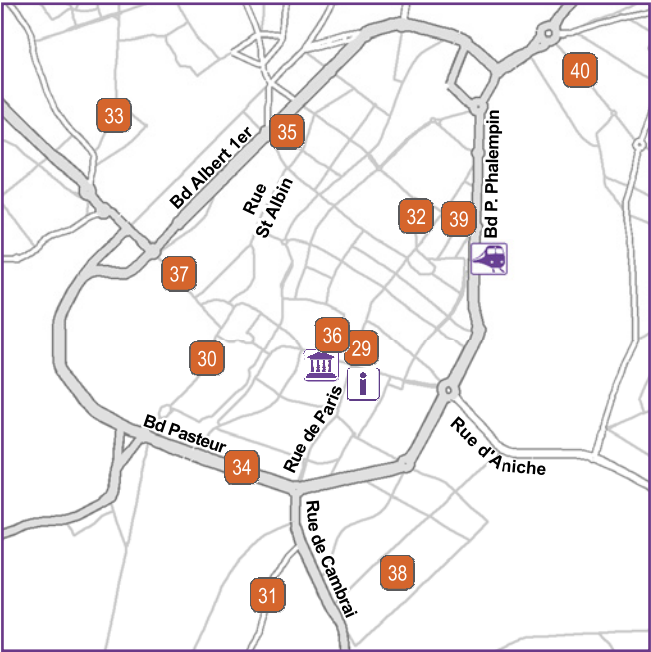 40
33
35
Bd Albert 1er
Bd P. Phalempin
Rue
St Albin
32
39
37
36
29
30
i
Rue de Paris
Bd Pasteur
Rue d'Aniche
34
Rue de Cambrai
38
31